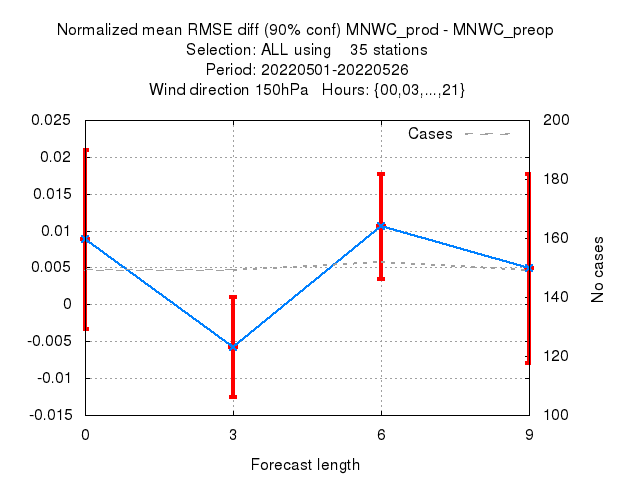 Normalized mean RMSE diff (90% conf) MNWC_prod - MNWC_preop
Selection: ALL using    35 stations
Period: 20220501-20220526
Wind direction 150hPa   Hours: {00,03,...,21}
Cases
0.025
0.02
0.015
0.01
0.005
0
-0.005
-0.01
-0.015
200
180
160
140
120
100
No cases
0
3
6
9
Forecast length